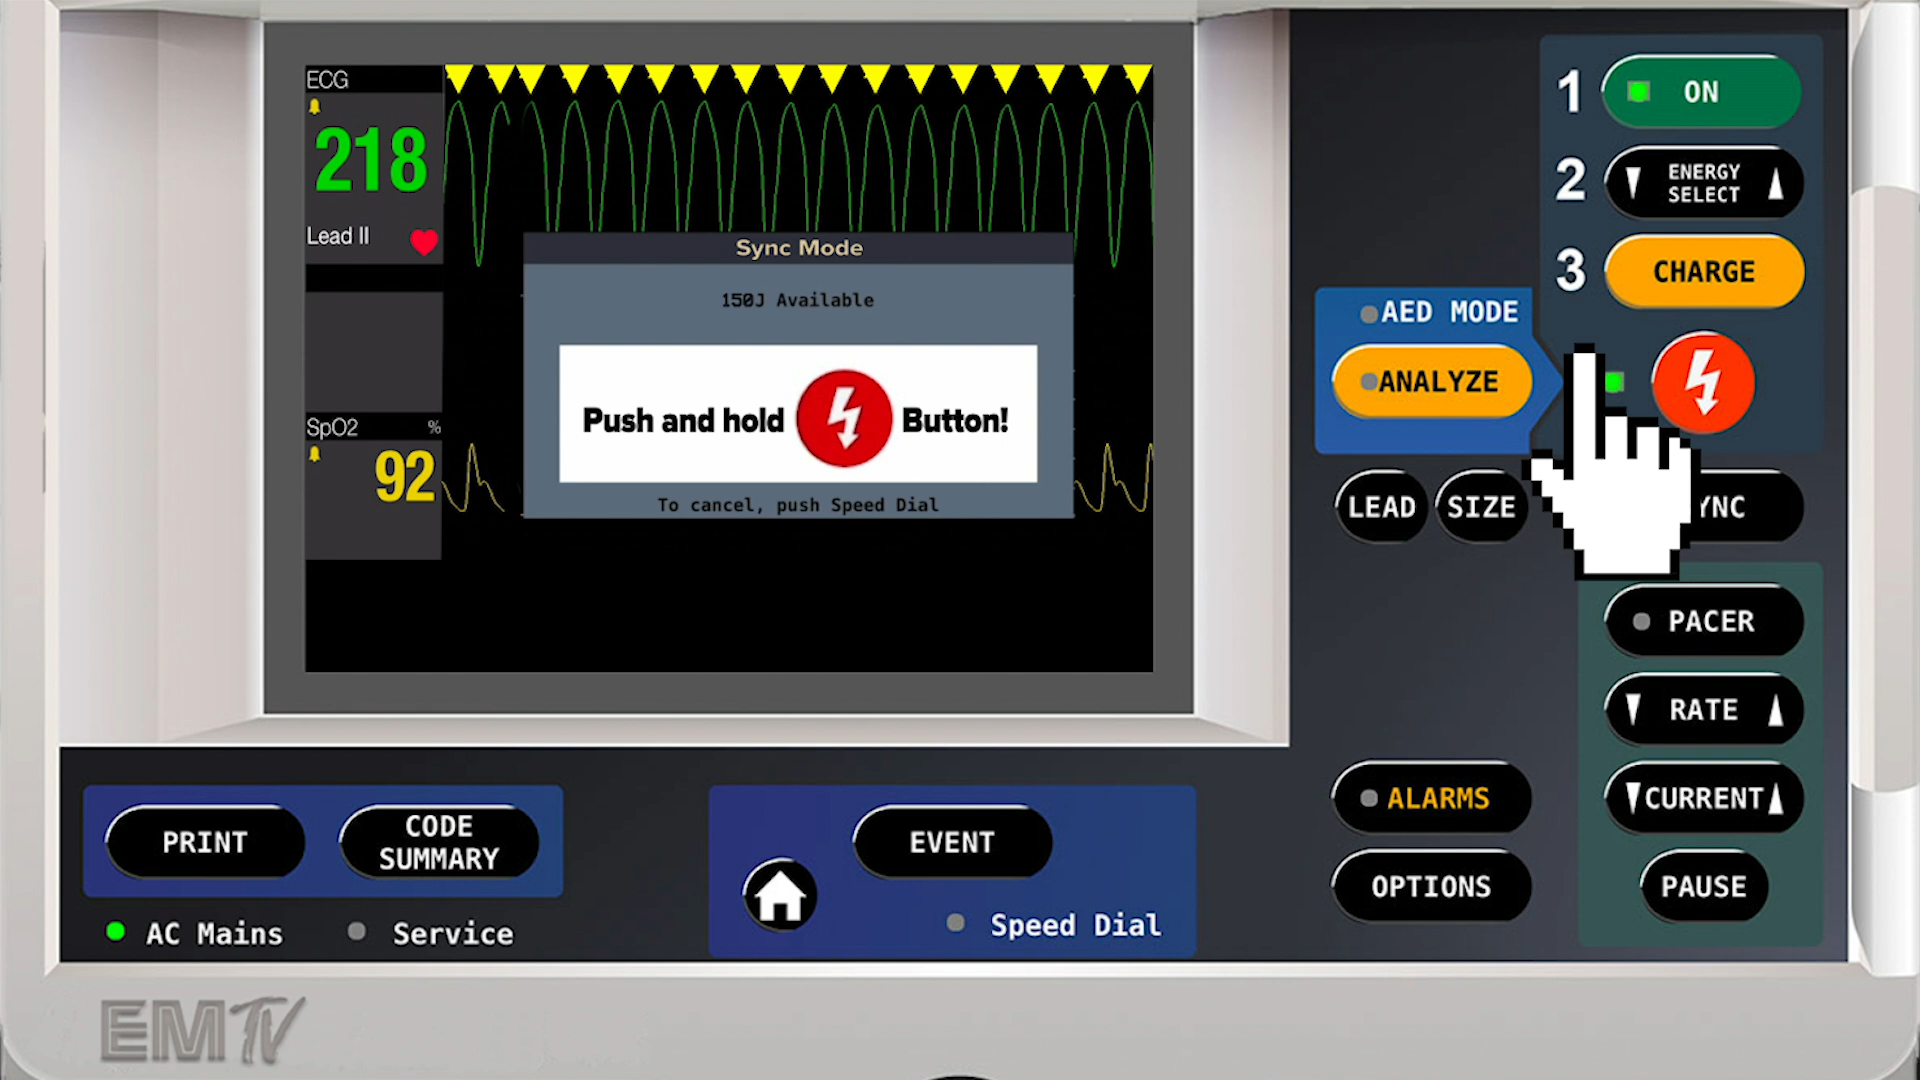 ECG
218
Lead II
SpO2 %
92
Sync Mode
150J Available
Push and hold Button!
To cancel, push Speed Dial
1 ON
2 ENERGY SELECT
3 CHARGE
AED MODE
ANALYZE
LEAD
SIZE
PACER
RATE
CURRENT
PAUSE
ALARMS
OPTIONS
PRINT
CODE
SUMMARY
AC Mains
Service
EVENT
Speed Dial
EMTV